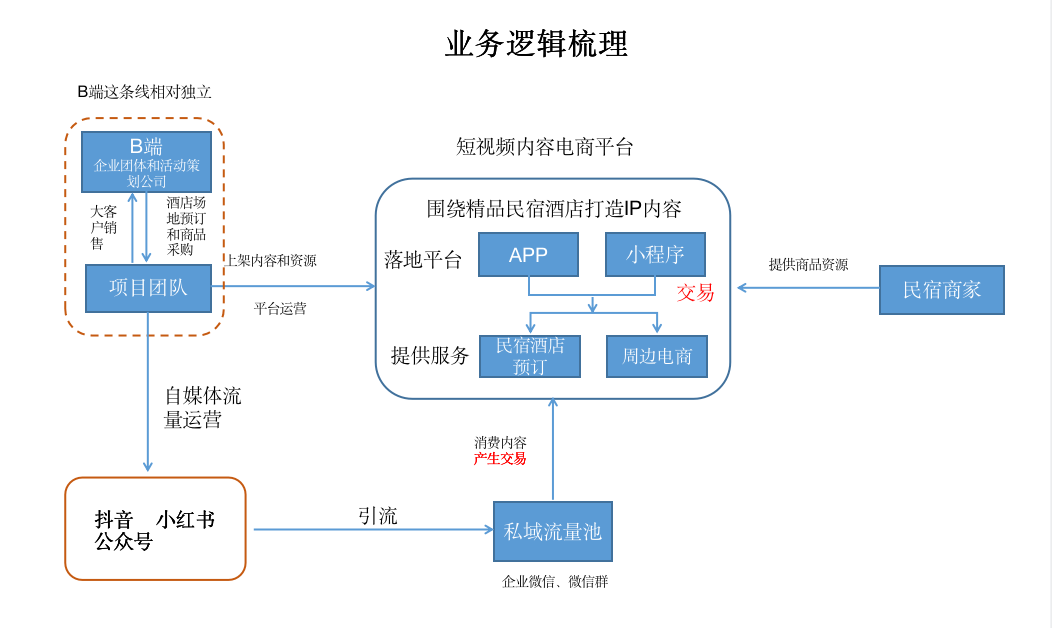 业务逻辑梳理
B端这条线相对独立
B端
企业团体和活动策
划公司
大客
户销
售
酒店场
地预订
和商品
采购
项目团队
上架内容和资源
平台运营
短视频内容电商平台
围绕精品民宿酒店打造IP内容
落地平台
APP
小程序
交易
提供服务
民宿酒店
预订
周边电商
提供商品资源
民宿商家
自媒体流
量运营
消费内容
产生交易
抖音 小红书
公众号
引流
私域流量池
企业微信、微信群